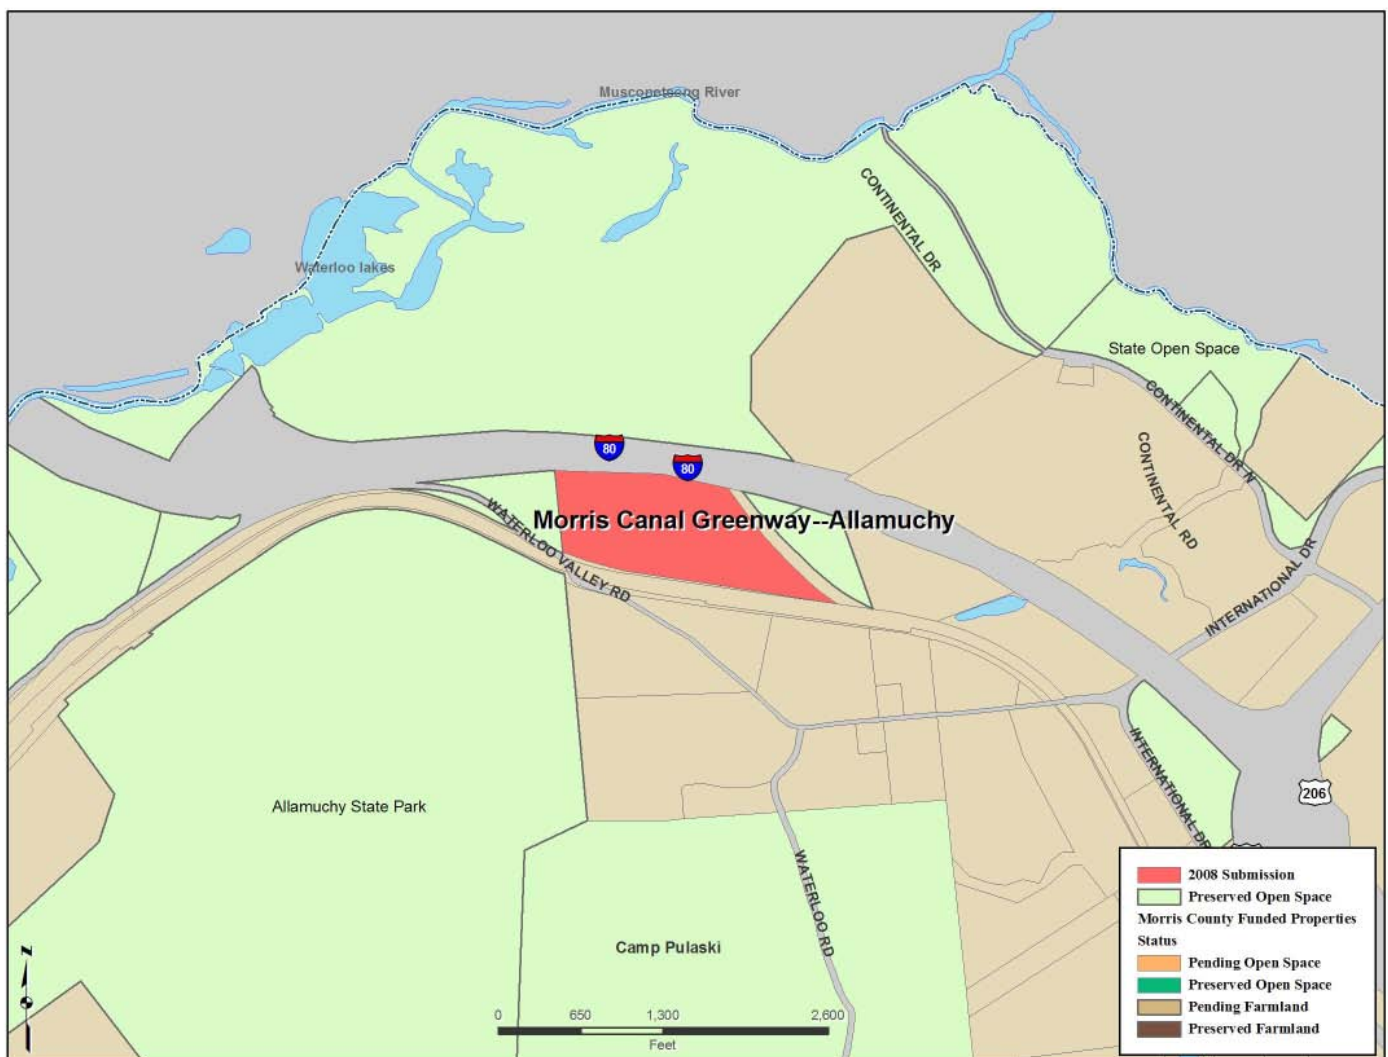 Musconetcong River
CONTINENTAL DR
Waterloo lakes
State Open Space
CONTINENTAL DR N
CONTINENTAL RD
80
80
WATERLOO VALLEY RD
Morris Canal Greenway--Allamuchy
INTERNATIONAL DR
INTERNATIONAL DR
206
Allamuchy State Park
WATERLOO RD
Camp Pulaski
N
0 650 1,300 2,600
Feet
2008 Submission
Preserved Open Space
Morris County Funded Properties
Status
Pending Open Space
Preserved Open Space
Pending Farmland
Preserved Farmland